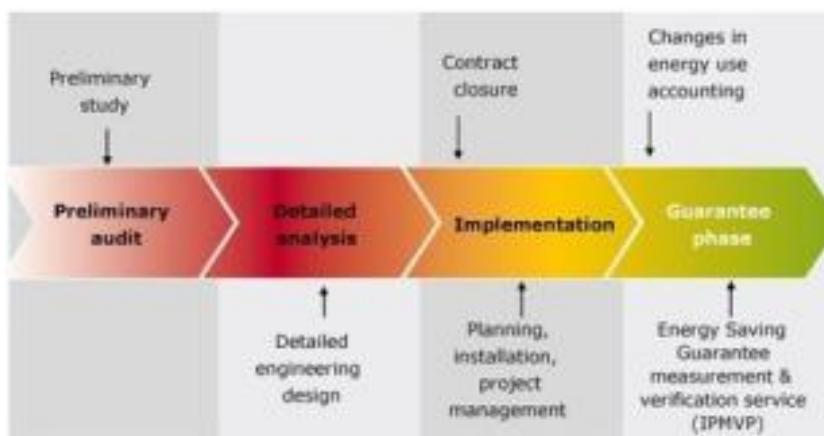 Preliminary
study
Contract
closure
Changes in
energy use
accounting
Preliminary
audit
Detailed
analysis
Implementation
Guarantee
phase
Detailed
engineering
design
Planning,
installation,
project
management
Energy Saving
Guarantee
measurement &
verification service
(IPMVP)